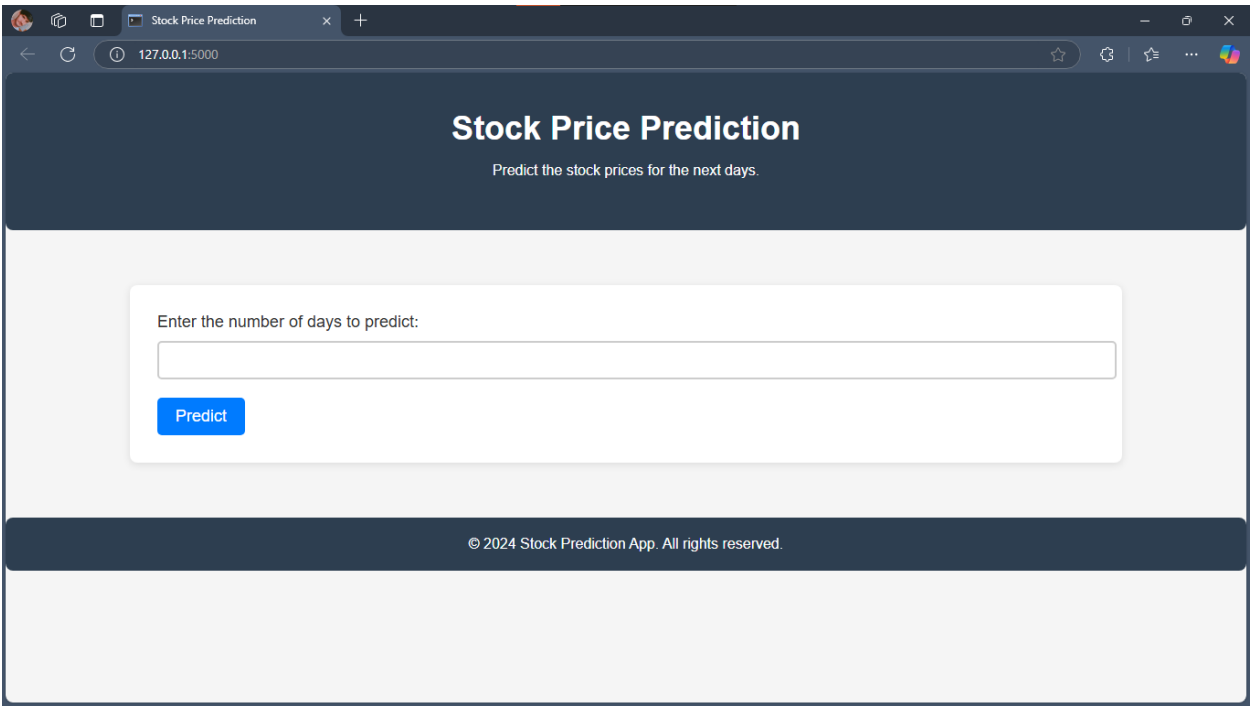 Stock Price Prediction
127.0.0.1:5000
Stock Price Prediction
Predict the stock prices for the next days.
Enter the number of days to predict:
Predict
© 2024 Stock Prediction App. All rights reserved.